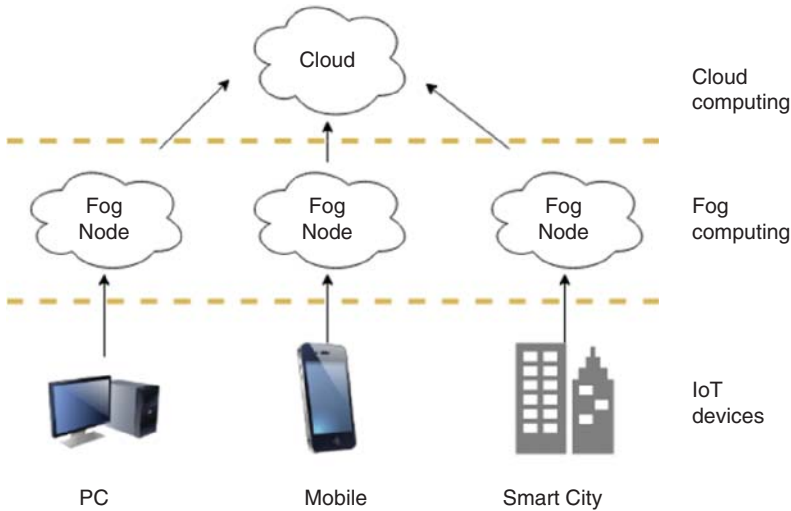 Cloud
Cloud
computing
Fog
Node
Fog
Node
Fog
Node
Fog
computing
IoT
devices
PC
Mobile
Smart City